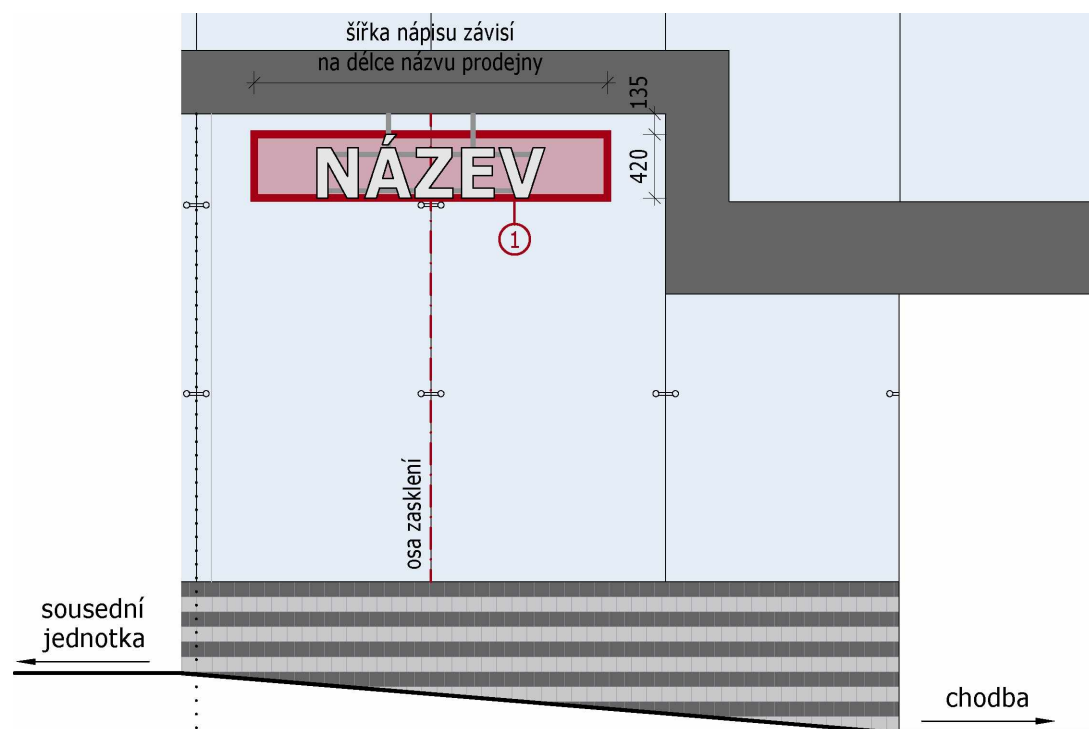 šířka nápisu závisí
na délce názvu prodejny
135
420
NÁZEV
1
osa zasklení
sousední
jednotka
chodba